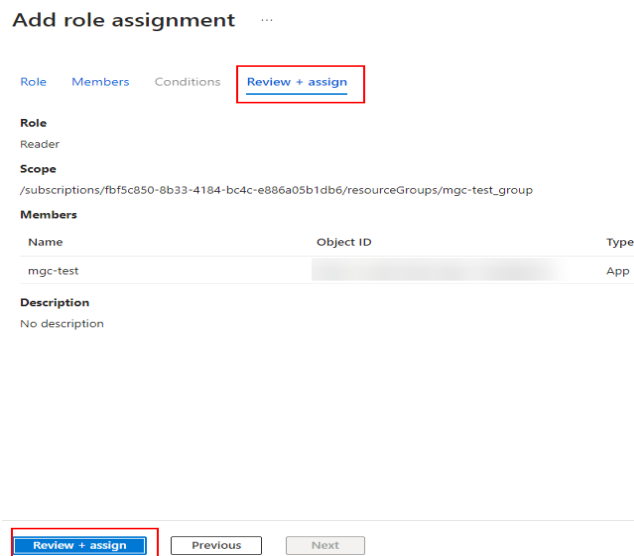 Add role assignment ...
Role Members Conditions Review + assign
Role
Reader
Scope
/subscriptions/fbf5c850-8b33-4184-bc4c-e886a05b1db6/resourceGroups/mgc-test_group
Members
Name Object ID Type
mgc-test App
Description
No description
Review + assign Previous Next